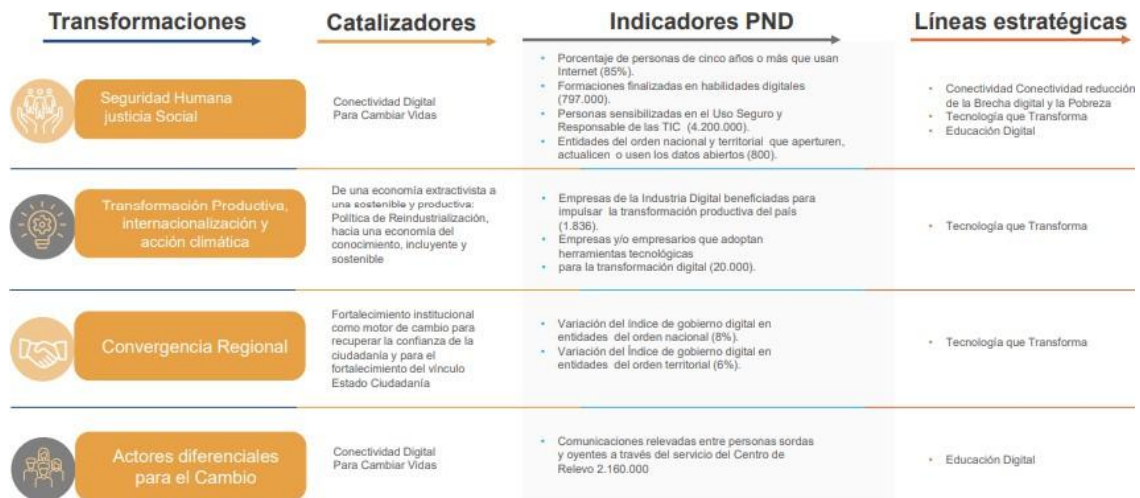 Transformaciones
Catalizadores
Indicadores PND
Líneas estratégicas
Seguridad Humana
justicia Social
Conectividad Digital
Para Cambiar Vidas
• Porcentaje de personas de cinco años o más que usan
Internet (85%).
• Formaciones finalizadas en habilidades digitales
(797.000).
• Personas sensibilizadas en el Uso Seguro y
Responsable de las TIC (4.200.000).
• Entidades del orden nacional y territorial que aperturen,
actualicen o usen los datos abiertos (800).
• Conectividad Conectividad reducción
de la Brecha digital y la Pobreza
• Tecnología que Transforma
• Educación Digital
Transformación Productiva,
internacionalización y
acción climática
De una economía extractivista a
una sostenible y productiva:
Política de Reindustrialización,
hacia una economía del
conocimiento, incluyente y
sostenible
• Empresas de la Industria Digital beneficiadas para
impulsar la transformación productiva del país
(1.836).
• Empresas y/o empresarios que adoptan
herramientas tecnológicas
• para la transformación digital (20.000).
• Tecnología que Transforma
Convergencia Regional
Fortalecimiento institucional
como motor de cambio para
recuperar la confianza de la
ciudadanía y para el
fortalecimiento del vínculo
Estado Ciudadanía
• Variación del índice de gobierno digital en
entidades del orden nacional (8%).
• Variación del Índice de gobierno digital en
entidades del orden territorial (6%).
• Tecnología que Transforma
Actores diferenciales
para el Cambio
Conectividad Digital
Para Cambiar Vidas
• Comunicaciones relevadas entre personas sordas
y oyentes a través del servicio del Centro de
Relevo 2.160.000
• Educación Digital